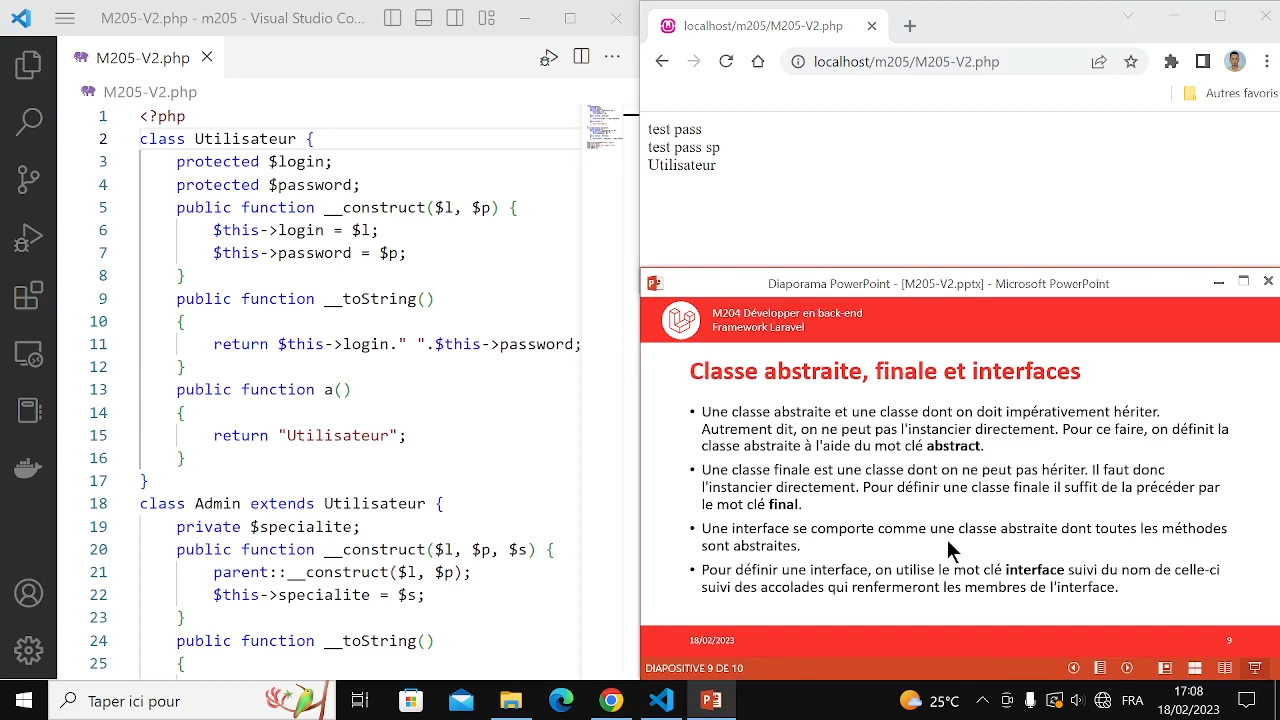 M205-V2.php - m205 - Visual Studio Co...
M205-V2.php
M205-V2.php
1 <?php
2 class Utilisateur {
3 protected $login;
4 protected $password;
5 public function __construct($l, $p) {
6 $this->login = $l;
7 $this->password = $p;
8 }
9 public function __toString()
10 {
11 return $this->login." ".$this->password;
12 }
13 public function a()
14 {
15 return "Utilisateur";
16 }
17 }
18 class Admin extends Utilisateur {
19 private $specialite;
20 public function __construct($l, $p, $s) {
21 parent::__construct($l, $p);
22 $this->specialite = $s;
23 }
24 public function __toString()
25 {
localhost/m205/M205-V2.php
localhost/m205/M205-V2.php
Autres favoris
test pass
test pass sp
Utilisateur
Diaporama PowerPoint - [M205-V2.pptx] - Microsoft PowerPoint
M204 Développer en back-end
Framework Laravel
Classe abstraite, finale et interfaces
• Une classe abstraite et une classe dont on doit impérativement hériter.
Autrement dit, on ne peut pas l'instancier directement. Pour ce faire, on définit la
classe abstraite à l'aide du mot clé abstract.
• Une classe finale est une classe dont on ne peut pas hériter. Il faut donc
l'instancier directement. Pour définir une classe finale il suffit de la précéder par
le mot clé final.
• Une interface se comporte comme une classe abstraite dont toutes les méthodes
sont abstraites.
• Pour définir une interface, on utilise le mot clé interface suivi du nom de celle-ci
suivi des accolades qui renfermeront les membres de l'interface.
18/02/2023
9
DIAPOSITIVE 9 DE 10
Taper ici pour
25°C
FRA
17:08
18/02/2023